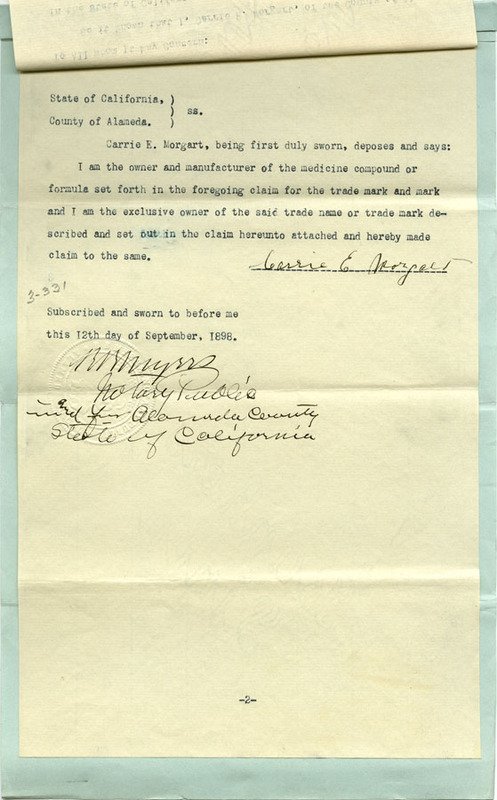 State of California, )
) ss.
County of Alameda. )
Carrie E. Morgart, being first duly sworn, deposes and says:
I am the owner and manufacturer of the medicine compound or
formula set forth in the foregoing claim for the trade mark and mark
and I am the exclusive owner of the said trade name or trade mark de-
scribed and set out in the claim hereunto attached and hereby made
claim to the same.
Carrie E Morgart
3-331
Subscribed and sworn to before me
this 12th day of September, 1898.
Myers
Notary Public
in and for Alameda County
State of California
-2-